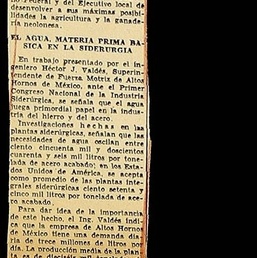 no Federal y del Ejecutivo local de
desenvolver a sus máximas posibi-
lidades la agricultura y la ganade-
ría neolonesa.
EL AGUA, MATERIA PRIMA BA-
SICA EN LA SIDERURGIA
En trabajo presentado por el in-
geniero Héctor J. Valdés, Superin-
tendente de Fuerza Motriz de Altos
Hornos de México, ante el Primer
Congreso Nacional de la Industria
Siderúrgica, se señala que el agua
juega primordial papel en la indus-
tria del hierro y del acero.
Investigaciones hechas en las
plantas siderúrgicas, señalan que las
necesidades de agua oscilan entre
ciento cincuenta mil y doscientos
cuarenta y seis mil litros por tone-
lada de acero acabado; en los Esta-
dos Unidos de América, se acepta
como promedio de las plantas inte-
grales siderúrgicas ciento setenta y
cinco mil litros por tonelada de ace-
ro acabado.
Para dar idea de la importancia
de este hecho, el Ing. Valdés indi-
ca que la empresa de Altos Hornos
de México tiene una demanda dia-
ria de tres millones de litros por
día. La producción media de la plan-